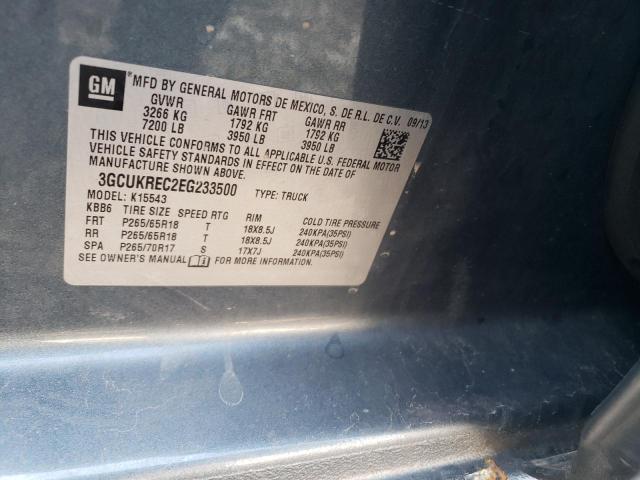 GM ®MFD BY GENERAL MOTORS DE MEXICO, S. DE R.L. DE C.V. 09/13
GVWR GAWR FRT GAWR RR
3266 KG 1792 KG 1792 KG
7200 LB 3950 LB 3950 LB
THIS VEHICLE CONFORMS TO ALL APPLICABLE U.S. FEDERAL MOTOR
VEHICLE SAFETY STANDARDS IN EFFECT ON THE DATE OF
MANUFACTURE SHOWN ABOVE.
3GCUKREC2EG233500 TYPE: TRUCK
MODEL: K15543
KBB6 TIRE SIZE SPEED RTG RIM COLD TIRE PRESSURE
FRT P265/65R18 T 18X8.5J 240KPA(35PSI)
RR P265/65R18 T 18X8.5J 240KPA(35PSI)
SPA P265/70R17 S 17X7J 240KPA(35PSI)
SEE OWNER'S MANUAL FOR MORE INFORMATION.